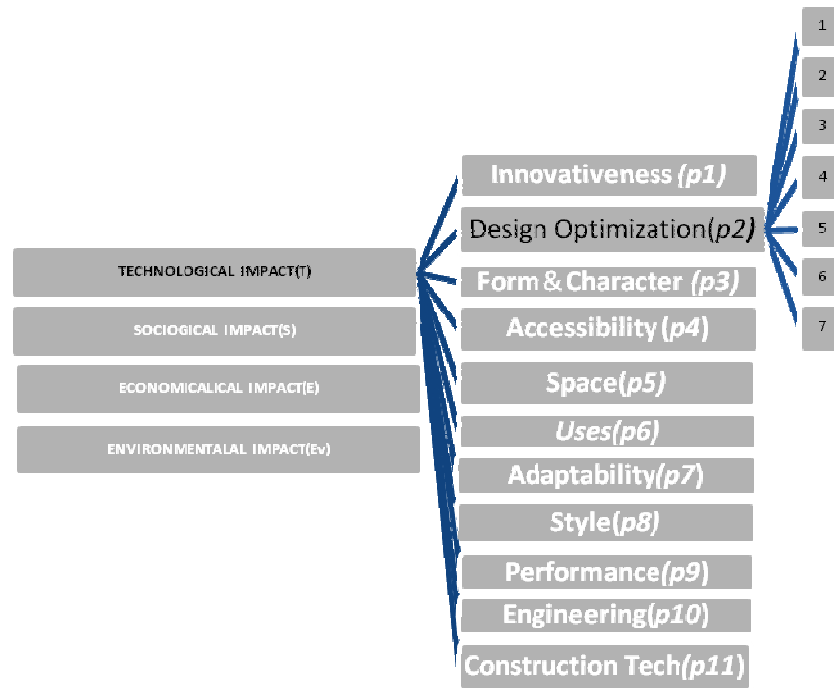 TECHNOLOGICAL IMPACT(T)
SOCIOGICAL IMPACT(S)
ECONOMICALICAL IMPACT(E)
ENVIRONMENTALAL IMPACT(Ev)
Innovativeness (p1)
Design Optimization(p2)
Form & Character (p3)
Accessibility (p4)
Space(p5)
Uses(p6)
Adaptability(p7)
Style(p8)
Performance(p9)
Engineering(p10)
Construction Tech(p11)
1
2
3
4
5
6
7